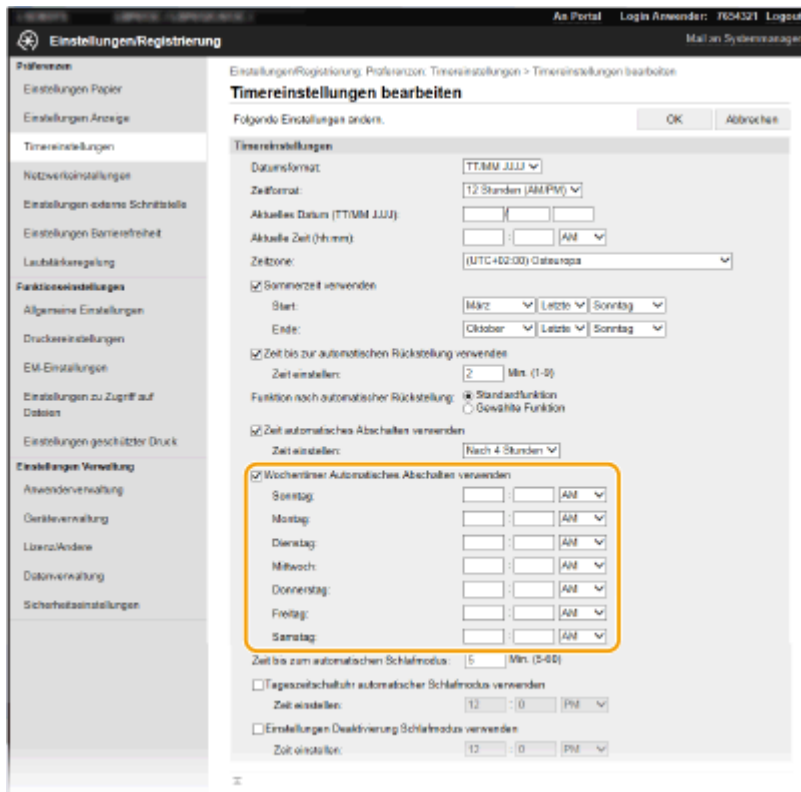 An Portal Login Anwender: 7654321 Logout
Einstellungen/Registrierung
Mail an Systemmanager
Präferenzen
Einstellungen Papier
Einstellungen Anzeige
Timereinstellungen
Netzwerkeinstellungen
Einstellungen externe Schnittstelle
Einstellungen Barrierefreiheit
Lautstärkeregelung
Funktionseinstellungen
Allgemeine Einstellungen
Druckereinstellungen
EM-Einstellungen
Einstellungen zu Zugriff auf
Dateien
Einstellungen geschützter Druck
Einstellungen Verwaltung
Anwenderverwaltung
Geräteverwaltung
Lizenz/Andere
Datenverwaltung
Sicherheitseinstellungen
Einstellungen/Registrierung: Präferenzen: Timereinstellungen > Timereinstellungen bearbeiten
Timereinstellungen bearbeiten
Folgende Einstellungen ändern.
OK Abbrechen
Timereinstellungen
Datumsformat: TT/MM JJJJ
Zeitformat: 12 Stunden (AM/PM)
Aktuelles Datum (TT/MM JJJJ): /
Aktuelle Zeit (hh:mm): : AM
Zeitzone: (UTC+02:00) Osteuropa
Sommerzeit verwenden
Start: März Letzte Sonntag
Ende: Oktober Letzte Sonntag
Zeit bis zur automatischen Rückstellung verwenden
Zeit einstellen: 2 Min. (1-9)
Funktion nach automatischer Rückstellung: Standardfunktion
Gewählte Funktion
Zeit automatisches Abschalten verwenden
Zeit einstellen: Nach 4 Stunden
Wochentimer Automatisches Abschalten verwenden
Sonntag: : AM
Montag: : AM
Dienstag: : AM
Mittwoch: : AM
Donnerstag: : AM
Freitag: : AM
Samstag: : AM
Zeit bis zum automatischen Schlafmodus: 5 Min. (5-60)
Tageszeitschaltuhr automatischer Schlafmodus verwenden
Zeit einstellen: 12 : 0 PM
Einstellungen Deaktivierung Schlafmodus verwenden
Zeit einstellen: 12 : 0 PM